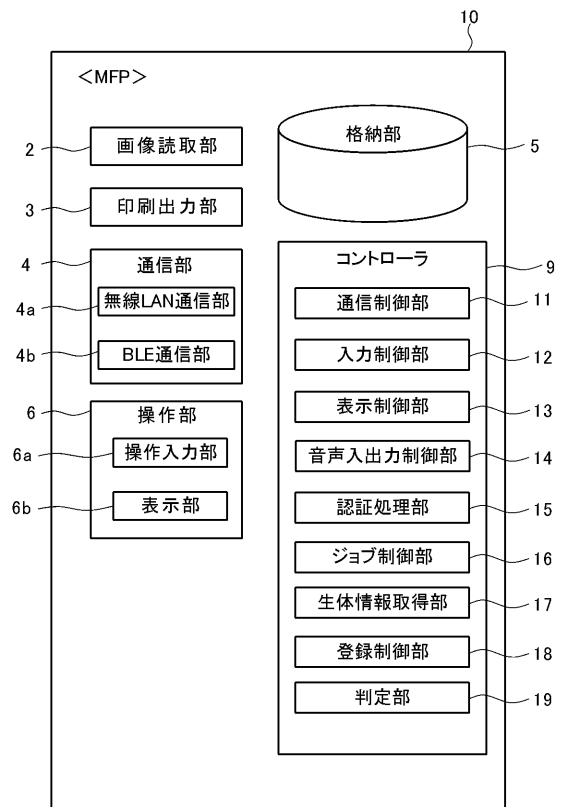 10
<MFP>
2
画像読取部
3
印刷出力部
4
通信部
4a
無線LAN通信部
4b
BLE通信部
6
操作部
6a
操作入力部
6b
表示部
格納部
5
コントローラ
9
通信制御部
11
入力制御部
12
表示制御部
13
音声入出力制御部
14
認証処理部
15
ジョブ制御部
16
生体情報取得部
17
登録制御部
18
判定部
19